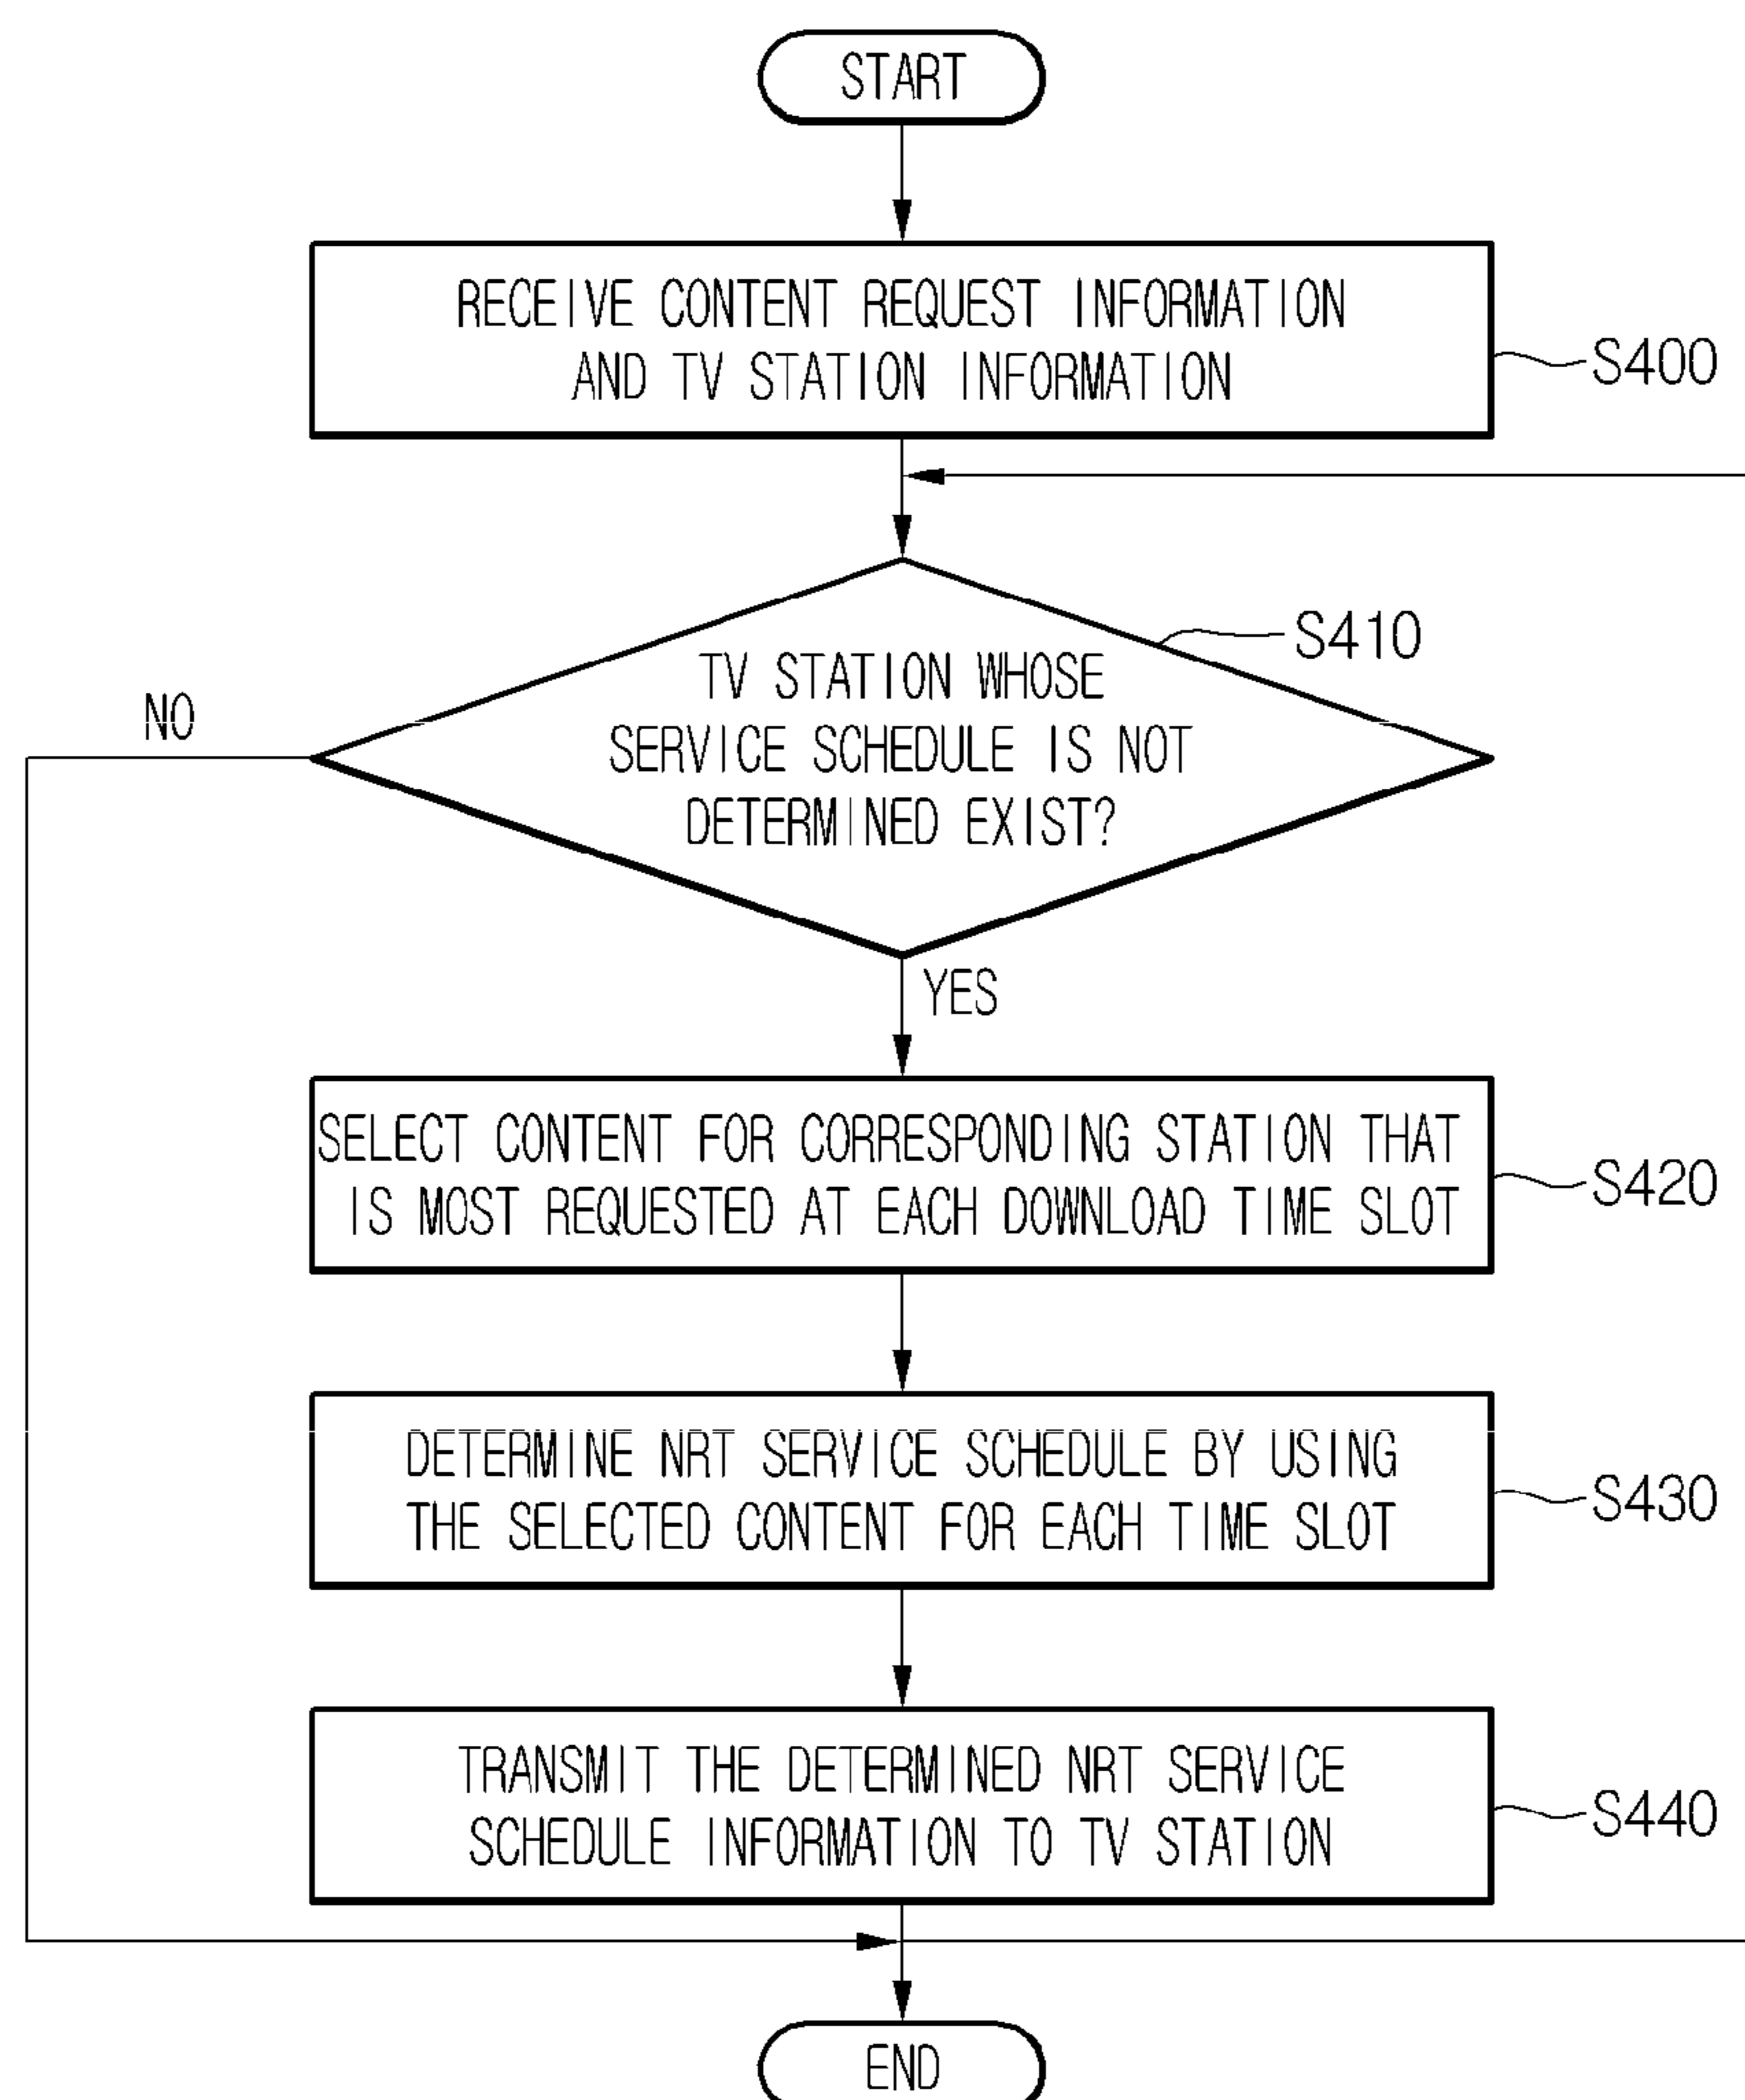 START
RECEIVE CONTENT REQUEST INFORMATION
AND TV STATION INFORMATION
S400
S410
TV STATION WHOSE
SERVICE SCHEDULE IS NOT
DETERMINED EXIST?
NO
YES
SELECT CONTENT FOR CORRESPONDING STATION THAT
IS MOST REQUESTED AT EACH DOWNLOAD TIME SLOT
S420
DETERMINE NRT SERVICE SCHEDULE BY USING
THE SELECTED CONTENT FOR EACH TIME SLOT
S430
TRANSMIT THE DETERMINED NRT SERVICE
SCHEDULE INFORMATION TO TV STATION
S440
END